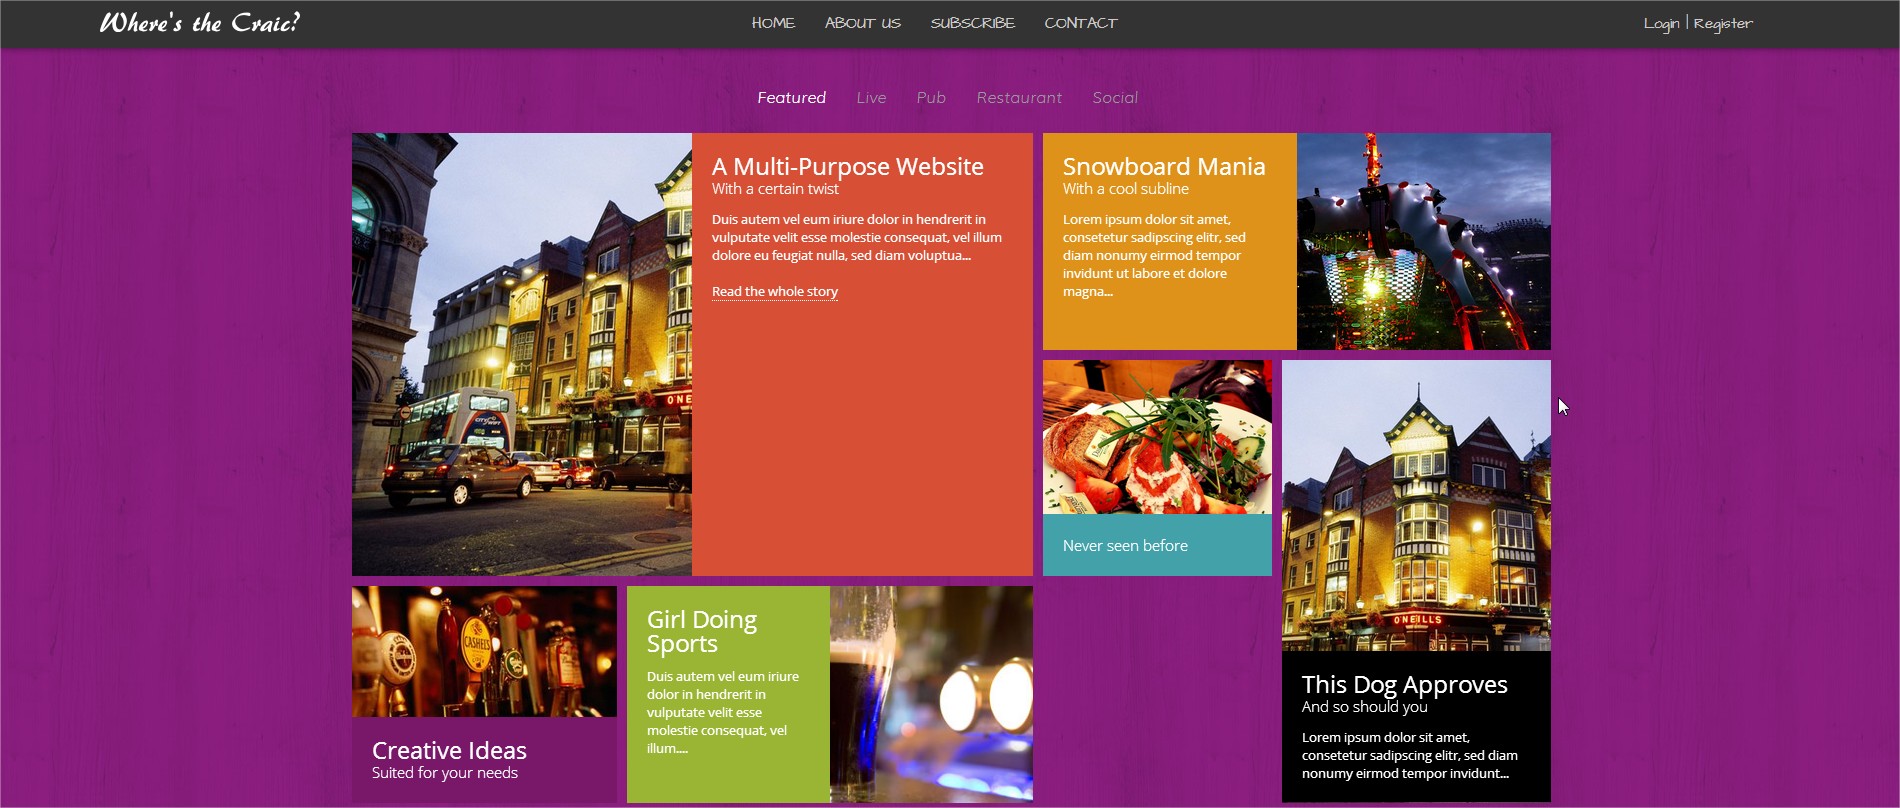 Where's the Craic?
HOME ABOUT US SUBSCRIBE CONTACT
Login | Register
Featured Live Pub Restaurant Social
A Multi-Purpose Website
With a certain twist
Duis autem vel eum iriure dolor in hendrerit in
vulputate velit esse molestie consequat, vel illum
dolore eu feugiat nulla, sed diam voluptua...
Read the whole story
O'NE
CITY SWIFT
Snowboard Mania
With a cool subline
Lorem ipsum dolor sit amet,
consetetur sadipscing elitr, sed
diam nonumy eirmod tempor
invidunt ut labore et dolore
magna...
Never seen before
O'NEILL'S
This Dog Approves
And so should you
Lorem ipsum dolor sit amet,
consetetur sadipscing elitr, sed diam
nonumy eirmod tempor invidunt...
CASHEL'S
Creative Ideas
Suited for your needs
Girl Doing
Sports
Duis autem vel eum iriure
dolor in hendrerit in
vulputate velit esse
molestie consequat, vel
illum....